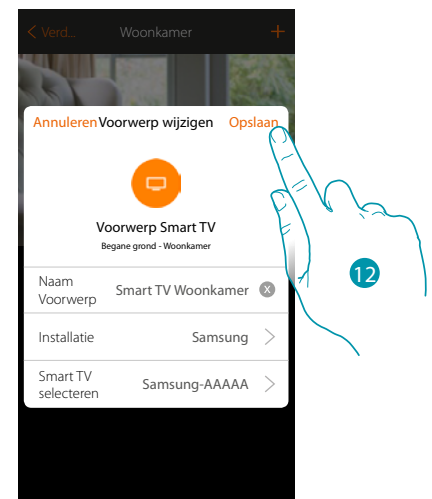 Verd... Woonkamer +
Annuleren Voorwerp wijzigen Opslaan
Voorwerp Smart TV
Begane grond - Woonkamer
Naam
Voorwerp
Smart TV Woonkamer X
Installatie Samsung
Smart TV
selecteren
Samsung-AAAAA
12